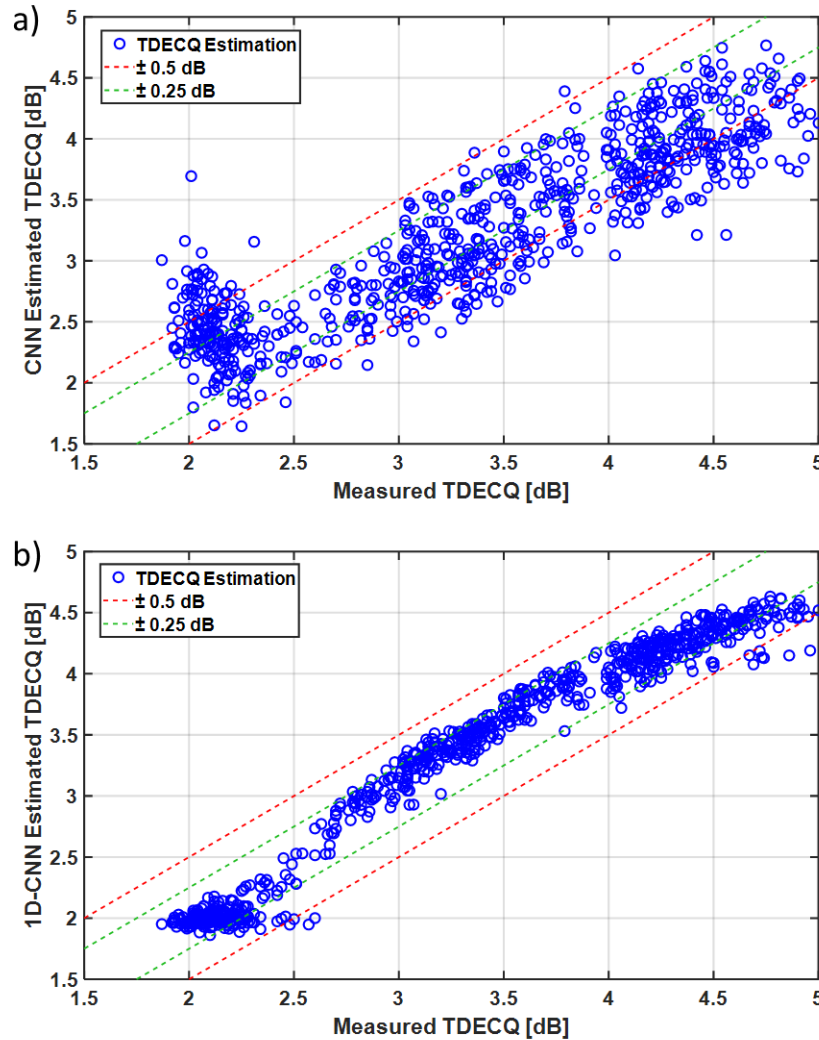 a)
TDECQ Estimation
± 0.5 dB
± 0.25 dB
CNN Estimated TDECQ [dB]
5
4.5
4
3.5
3
2.5
2
1.5
1.5 2 2.5 3 3.5 4 4.5 5
Measured TDECQ [dB]
b)
TDECQ Estimation
± 0.5 dB
± 0.25 dB
1D-CNN Estimated TDECQ [dB]
5
4.5
4
3.5
3
2.5
2
1.5
1.5 2 2.5 3 3.5 4 4.5 5
Measured TDECQ [dB]